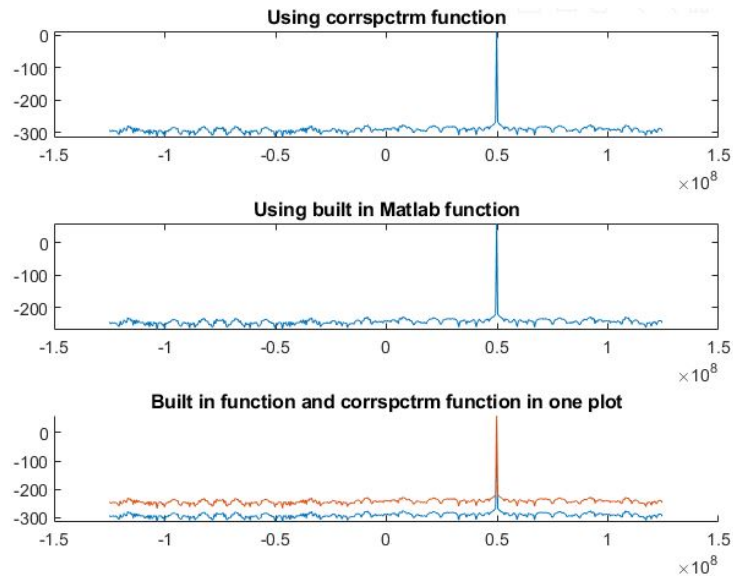 Using corrspctrm function
0
-100
-200
-300
-1.5 -1 -0.5 0 0.5 1 1.5
×10^8
Using built in Matlab function
0
-100
-200
-1.5 -1 -0.5 0 0.5 1 1.5
×10^8
Built in function and corrspctrm function in one plot
0
-100
-200
-300
-1.5 -1 -0.5 0 0.5 1 1.5
×10^8